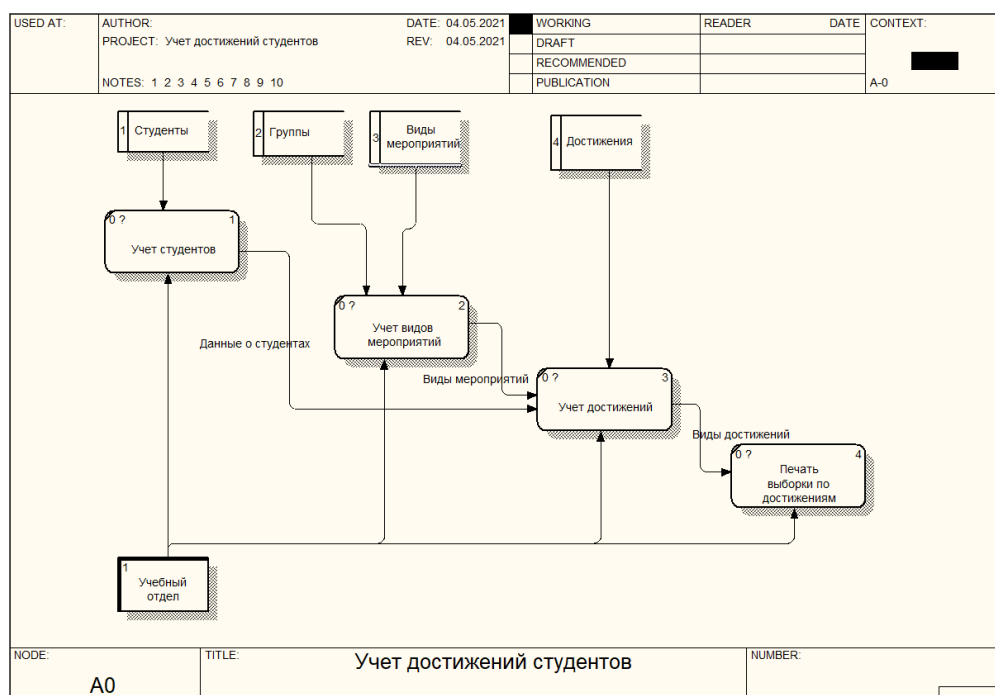 USED AT:
AUTHOR:
DATE: 04.05.2021
WORKING
READER
DATE
CONTEXT:
PROJECT: Учет достижений студентов
REV: 04.05.2021
DRAFT
RECOMMENDED
NOTES: 1 2 3 4 5 6 7 8 9 10
PUBLICATION
A-0
1 Студенты
2 Группы
3 Виды
мероприятий
4 Достижения
0 ? 1
Учет студентов
0 ? 2
Учет видов
мероприятий
Данные о студентах
Виды мероприятий
0 ? 3
Учет достижений
Виды достижений
0 ? 4
Печать
выборки по
достижениям
1
Учебный
отдел
NODE:
TITLE:
NUMBER:
Учет достижений студентов
A0